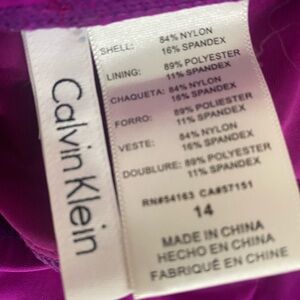 Calvin Klein
SHELL: 84% NYLON
16% SPANDEX
LINING: 89% POLYESTER
11% SPANDEX
CHAQUETA: 84% NYLON
16% SPANDEX
FORRO: 89% POLIESTER
11% SPANDEX
VESTE: 84% NYLON
16% SPANDEX
DOUBLURE: 89% POLYESTER
11% SPANDEX
RN#54163 CA#57151
14
MADE IN CHINA
HECHO EN CHINA
FABRIQUÉ EN CHINE